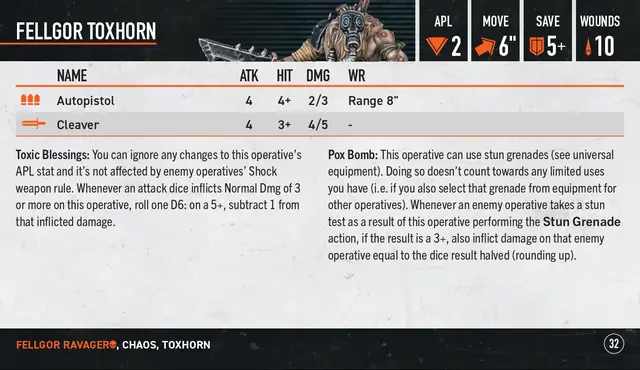 FELLGOR TOXHORN
APL 2
MOVE 6"
SAVE 5+
WOUNDS 10
NAME ATK HIT DMG WR
Autopistol 4 4+ 2/3 Range 8"
Cleaver 4 3+ 4/5 -
Toxic Blessings: You can ignore any changes to this operative's
APL stat and it's not affected by enemy operatives' Shock
weapon rule. Whenever an attack dice inflicts Normal Dmg of 3
or more on this operative, roll one D6: on a 5+, subtract 1 from
that inflicted damage.
Pox Bomb: This operative can use stun grenades (see universal
equipment). Doing so doesn't count towards any limited uses
you have (i.e. if you also select that grenade from equipment for
other operatives). Whenever an enemy operative takes a stun
test as a result of this operative performing the Stun Grenade
action, if the result is a 3+, also inflict damage on that enemy
operative equal to the dice result halved (rounding up).
FELLGOR RAVAGER, CHAOS, TOXHORN
32